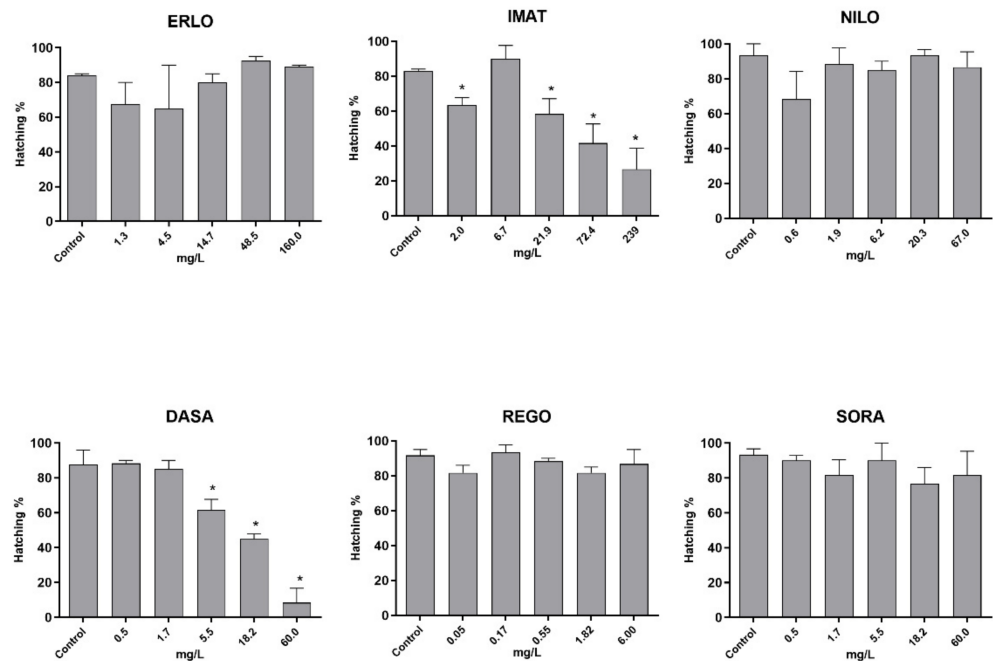 ERLO
Hatching %
100
80
60
40
20
0
Control 1.3 4.5 14.7 48.5 160.0
mg/L
IMAT
Hatching %
100
80
60
40
20
0
* * * *
Control 2.0 6.7 21.9 72.4 239
mg/L
NILO
Hatching %
100
80
60
40
20
0
Control 0.6 1.9 6.2 20.3 67.0
mg/L
DASA
Hatching %
100
80
60
40
20
0
* * *
Control 0.5 1.7 5.5 18.2 60.0
mg/L
REGO
Hatching %
100
80
60
40
20
0
Control 0.05 0.17 0.55 1.82 6.00
mg/L
SORA
Hatching %
100
80
60
40
20
0
Control 0.5 1.7 5.5 18.2 60.0
mg/L